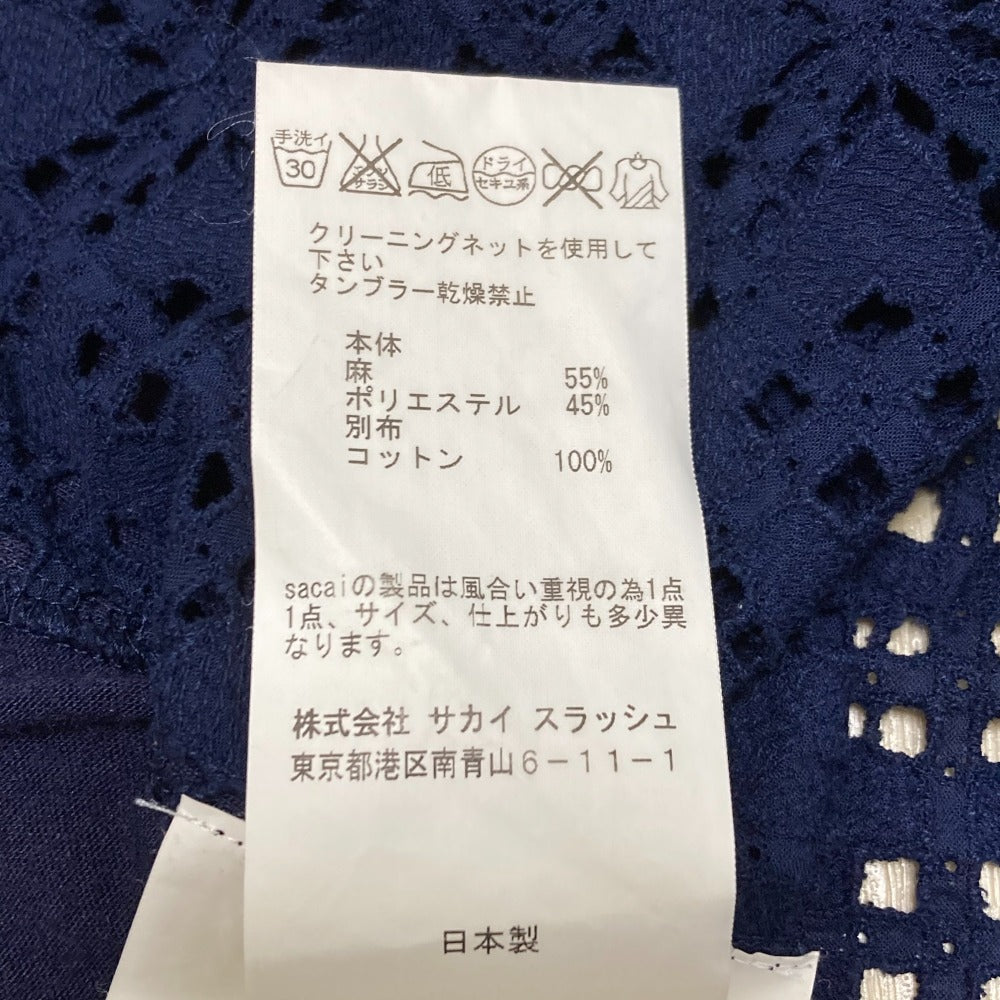 手洗イ
30
エンソ
サラシ
低
ドライ
セキユ系
クリーニングネットを使用して
下さい
タンブラー乾燥禁止
本体
麻 55%
ポリエステル 45%
別布
コットン 100%
sacaiの製品は風合い重視の為1点
1点、サイズ、仕上がりも多少異
なります。
株式会社 サカイ スラッシュ
東京都港区南青山6-11-1
日本製